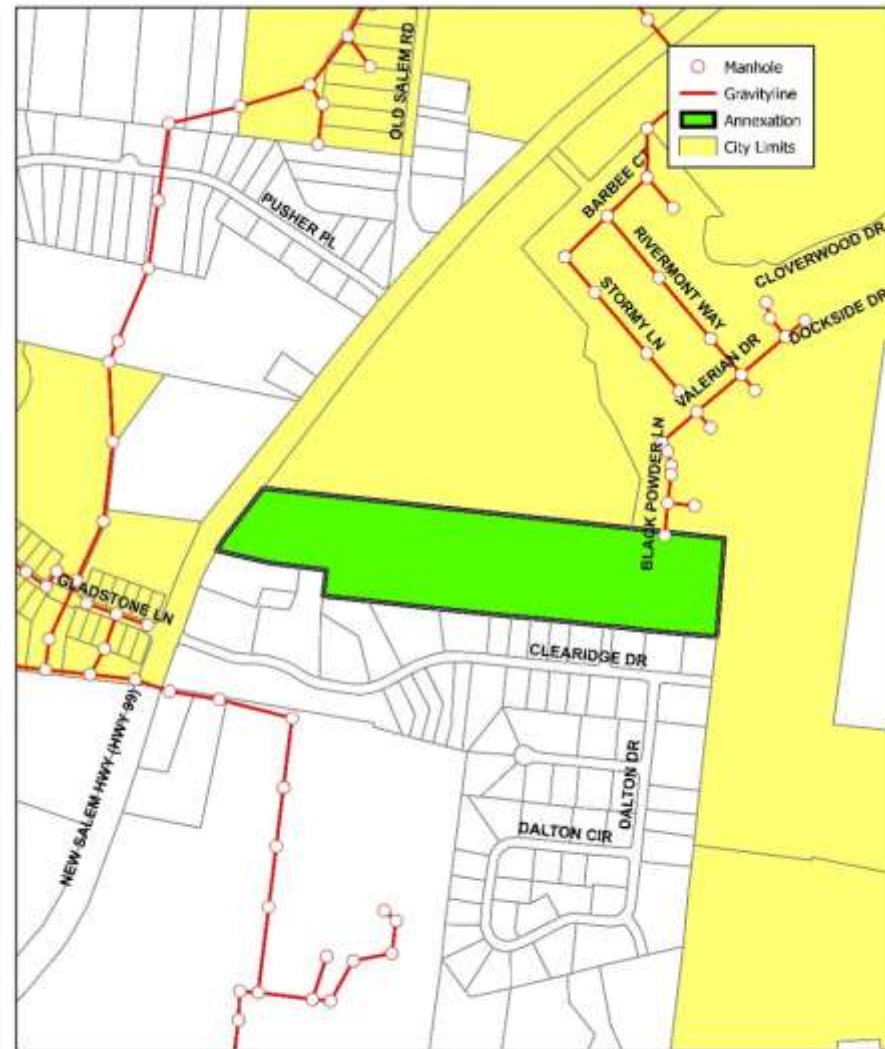 Manhole
Gravityline
Annexation
City Limits
OLD SALEM RD
PUSHER PL
BARBEE CT
RIVERMONT WAY
CLOVERWOOD DR
STORMY LN
DOCKSIDE DR
VALERIAN DR
BLACK POWDER LN
GLADSTONE LN
CLEARIDGE DR
NEW SALEM HWY (HWY 99)
DALTON DR
DALTON CIR